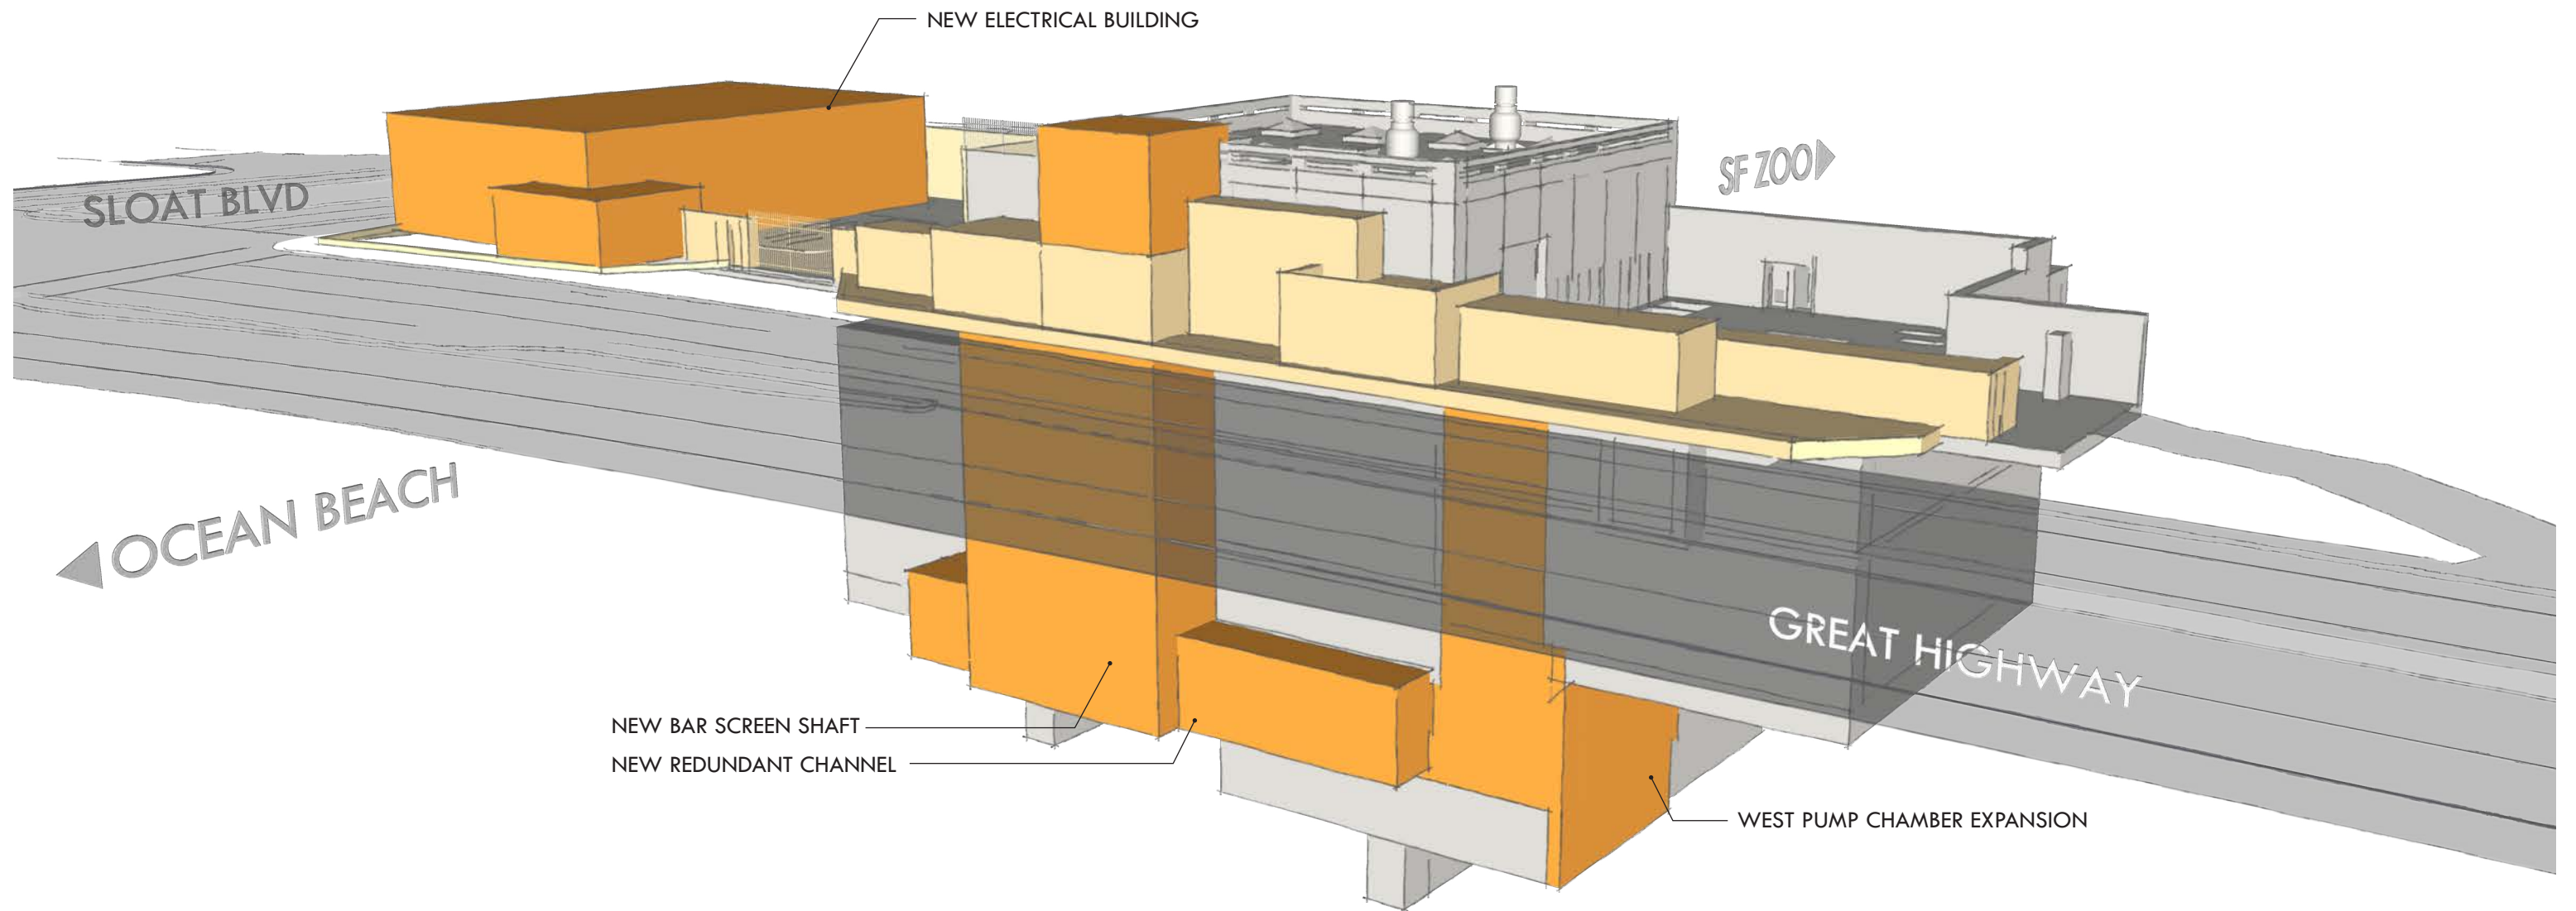 NEW ELECTRICAL BUILDING
SF ZOO
SLOAT BLVD
OCEAN BEACH
GREAT HIGHWAY
NEW BAR SCREEN SHAFT
NEW REDUNDANT CHANNEL
WEST PUMP CHAMBER EXPANSION